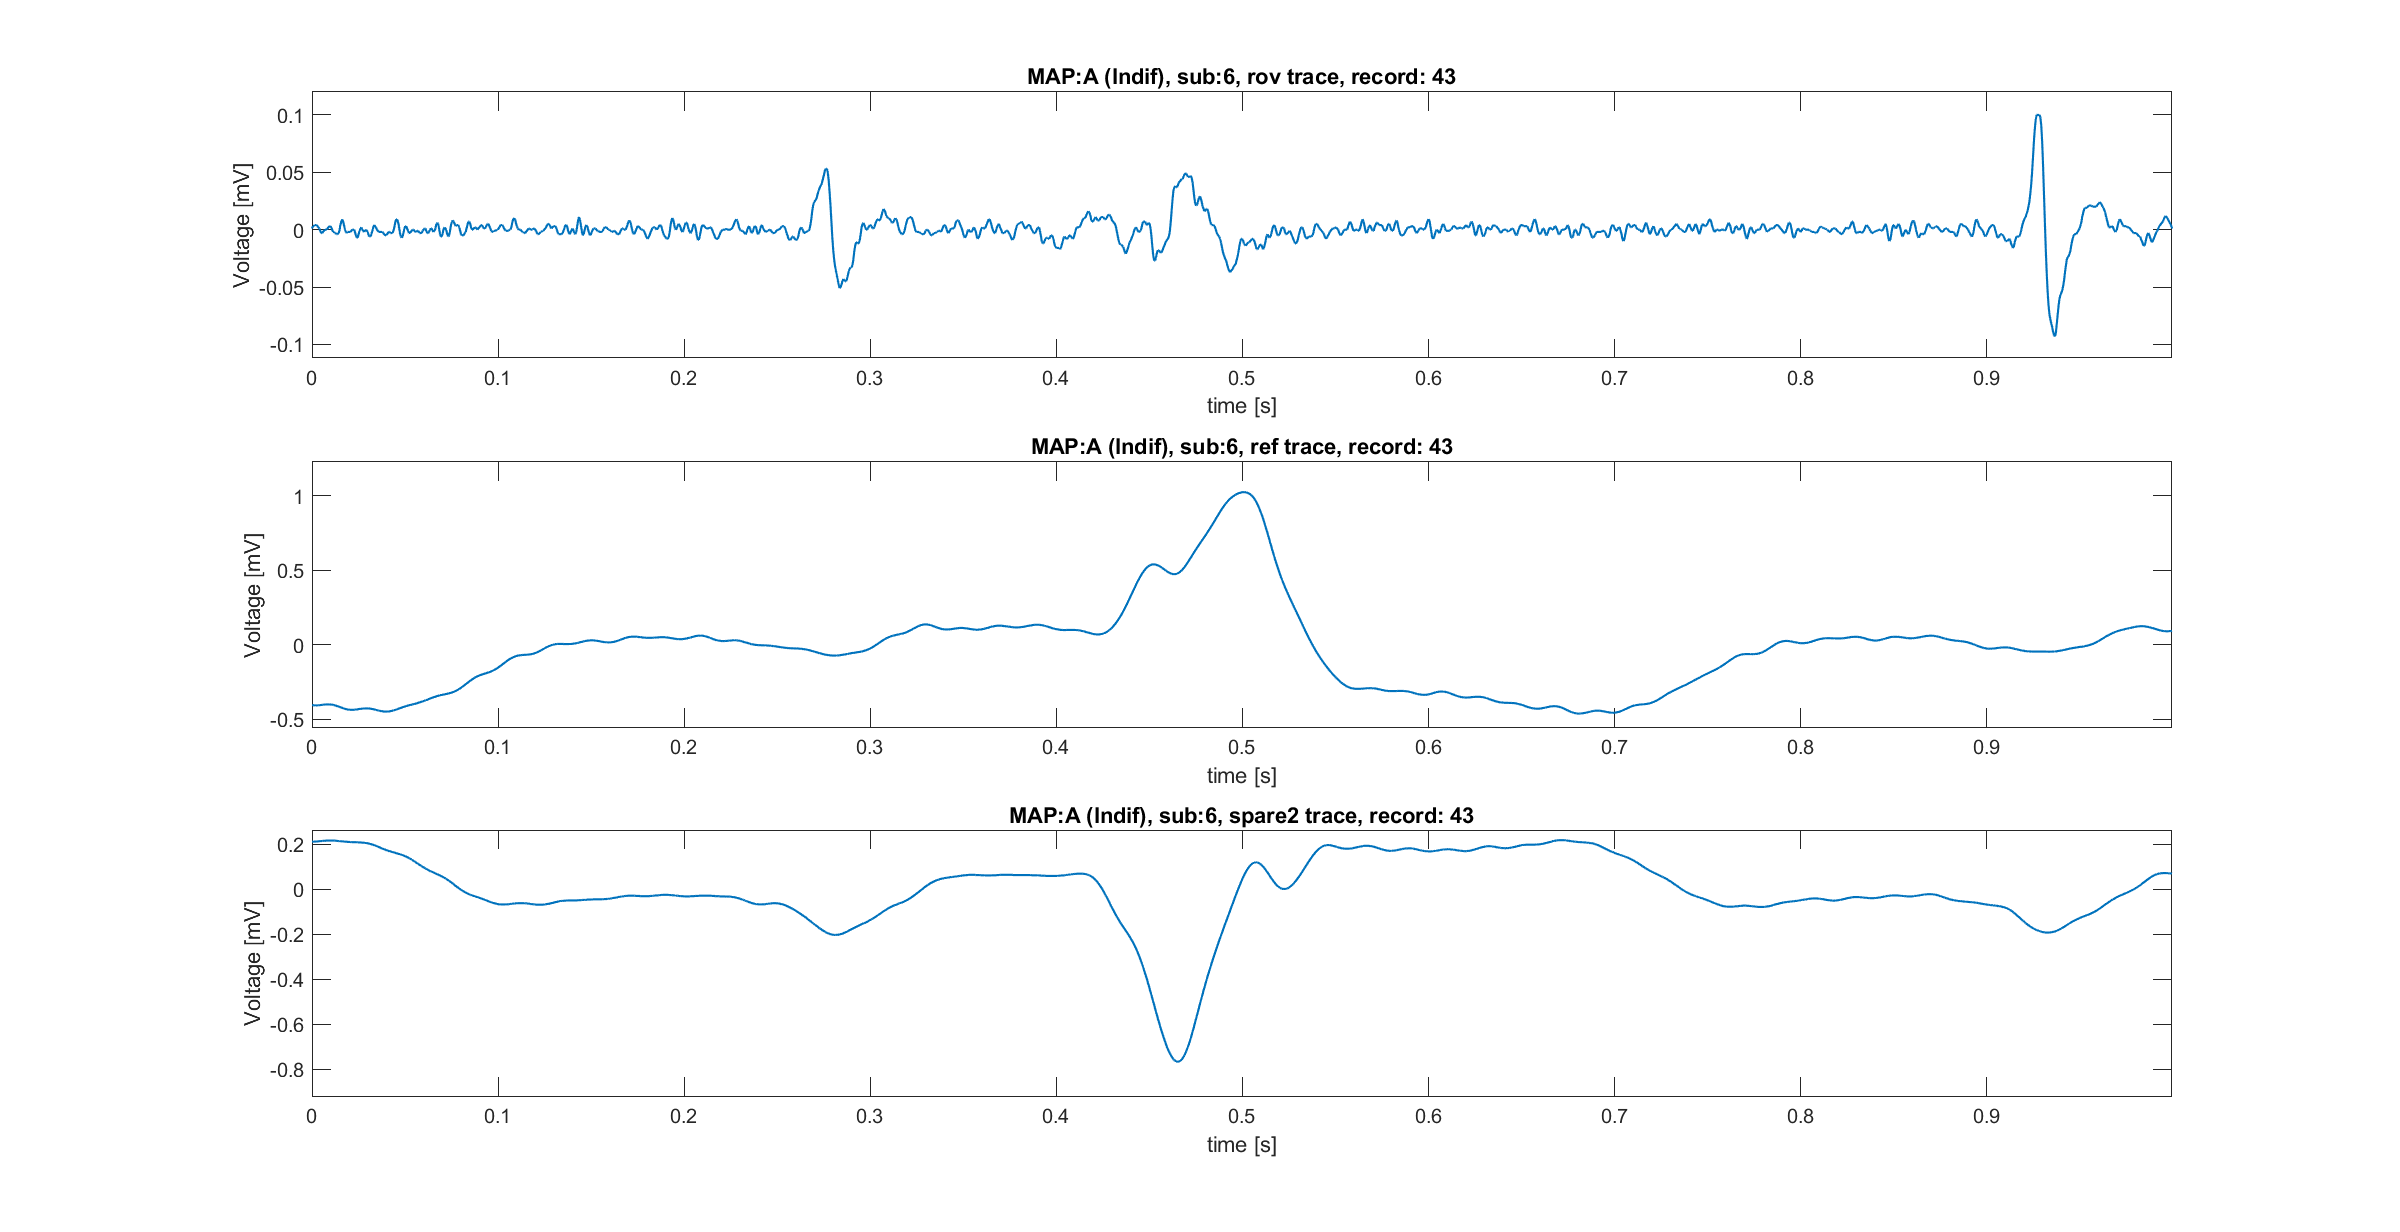 MAP:A (Indif), sub:6, rov trace, record: 43
Voltage [mV]
0.1
0.05
0
-0.05
-0.1
0 0.1 0.2 0.3 0.4 0.5 0.6 0.7 0.8 0.9
time [s]
MAP:A (Indif), sub:6, ref trace, record: 43
Voltage [mV]
1
0.5
0
-0.5
0 0.1 0.2 0.3 0.4 0.5 0.6 0.7 0.8 0.9
time [s]
MAP:A (Indif), sub:6, spare2 trace, record: 43
Voltage [mV]
0.2
0
-0.2
-0.4
-0.6
-0.8
0 0.1 0.2 0.3 0.4 0.5 0.6 0.7 0.8 0.9
time [s]